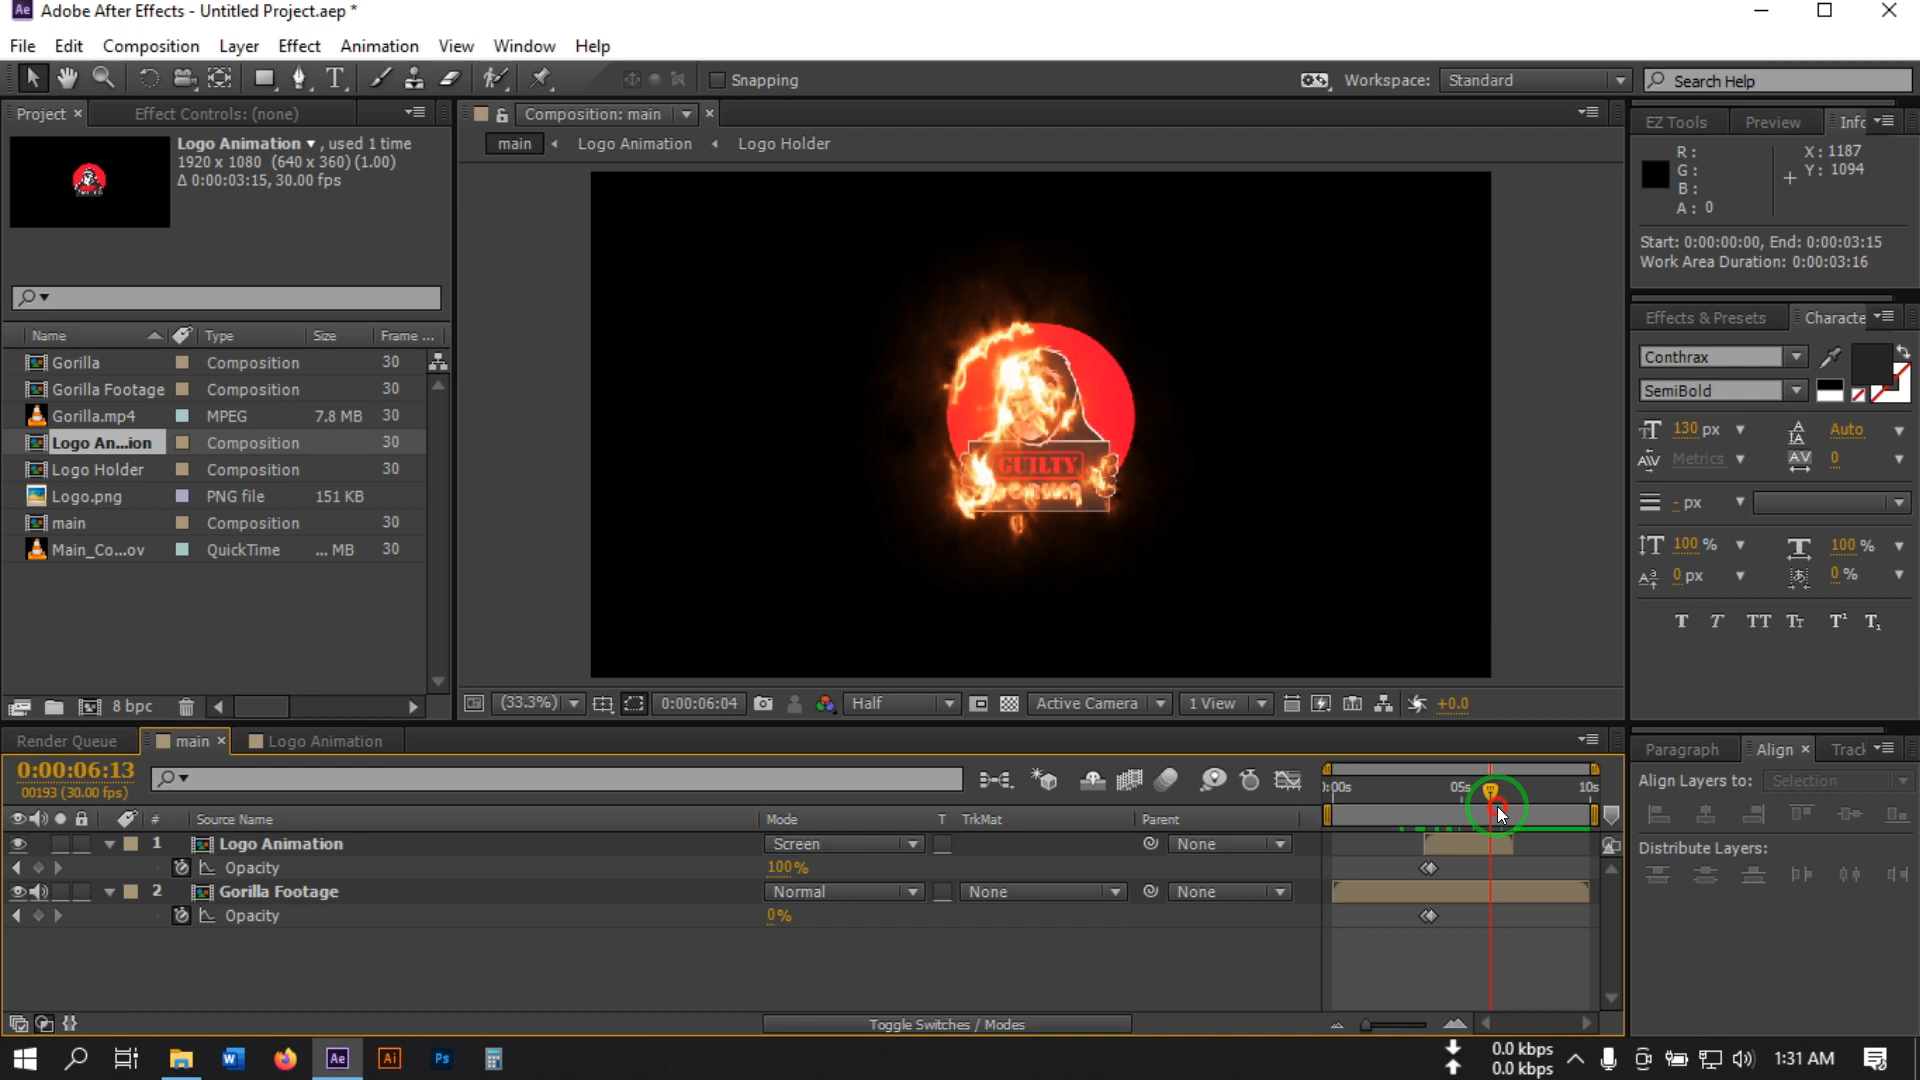 Adobe After Effects - Untitled Project.aep *
File Edit Composition Layer Effect Animation View Window Help
Snapping
Workspace: Standard
Search Help
Project × Effect Controls: (none)
Logo Animation ▾ , used 1 time
1920 x 1080 (640 x 360) (1.00)
Δ 0:00:03:15, 30.00 fps
Name Type Size Frame ...
Gorilla Composition 30
Gorilla Footage Composition 30
Gorilla.mp4 MPEG 7.8 MB 30
Logo An...ion Composition 30
Logo Holder Composition 30
Logo.png PNG file 151 KB
main Composition 30
Main_Co...ov QuickTime ... MB 30
8 bpc
Composition: main ×
main Logo Animation Logo Holder
GUILTY
(33.3%) 0:00:06:04 Half Active Camera 1 View +0.0
EZ Tools Preview Info
R: X: 1187
G: Y: 1094
B:
A: 0
Start: 0:00:00:00, End: 0:00:03:15
Work Area Duration: 0:00:03:16
Effects & Presets Characte
Conthrax
SemiBold
130 px Auto
Metrics 0
- px
100 % 100 %
0 px 0 %
T T TT Tt T¹ T₁
Render Queue main × Logo Animation
0:00:06:13
00193 (30.00 fps)
):00s 05s 10s
# Source Name Mode T TrkMat Parent
1 Logo Animation Screen None
Opacity 100%
2 Gorilla Footage Normal None None
Opacity 0%
Toggle Switches / Modes
Paragraph Align × Track
Align Layers to: Selection
Distribute Layers:
0.0 kbps
0.0 kbps
1:31 AM